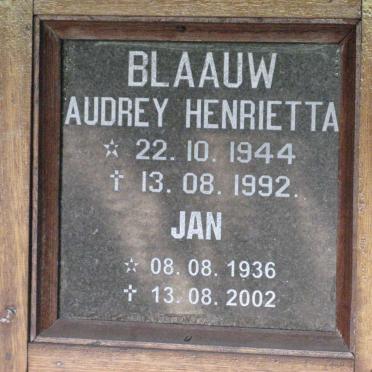 BLAAUW
AUDREY HENRIETTA
☆ 22. 10. 1944
✝ 13. 08. 1992.
JAN
☆ 08. 08. 1936
✝ 13. 08. 2002